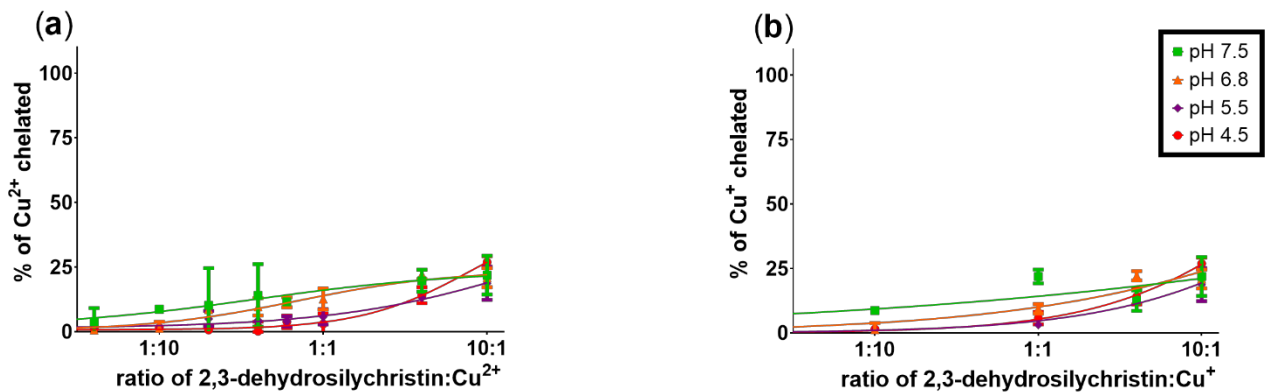 (a)
% of Cu2+ chelated
100
75
50
25
0
1:10
1:1
10:1
ratio of 2,3-dehydrosilychristin:Cu2+
(b)
% of Cu+ chelated
100
75
50
25
0
1:10
1:1
10:1
ratio of 2,3-dehydrosilychristin:Cu+
pH 7.5
pH 6.8
pH 5.5
pH 4.5